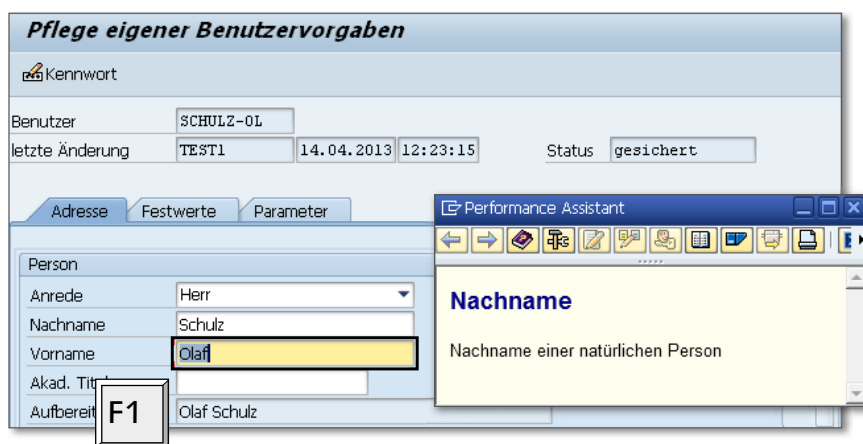 Pflege eigener Benutzervorgaben
Kennwort
Benutzer SCHULZ-OL
letzte Änderung TEST1 14.04.2013 12:23:15 Status gesichert
Adresse Festwerte Parameter
Person
Anrede Herr
Nachname Schulz
Vorname Olaf
Akad.
Olaf Schulz
F1
Performance Assistant
Nachname
Nachname einer natürlichen Person